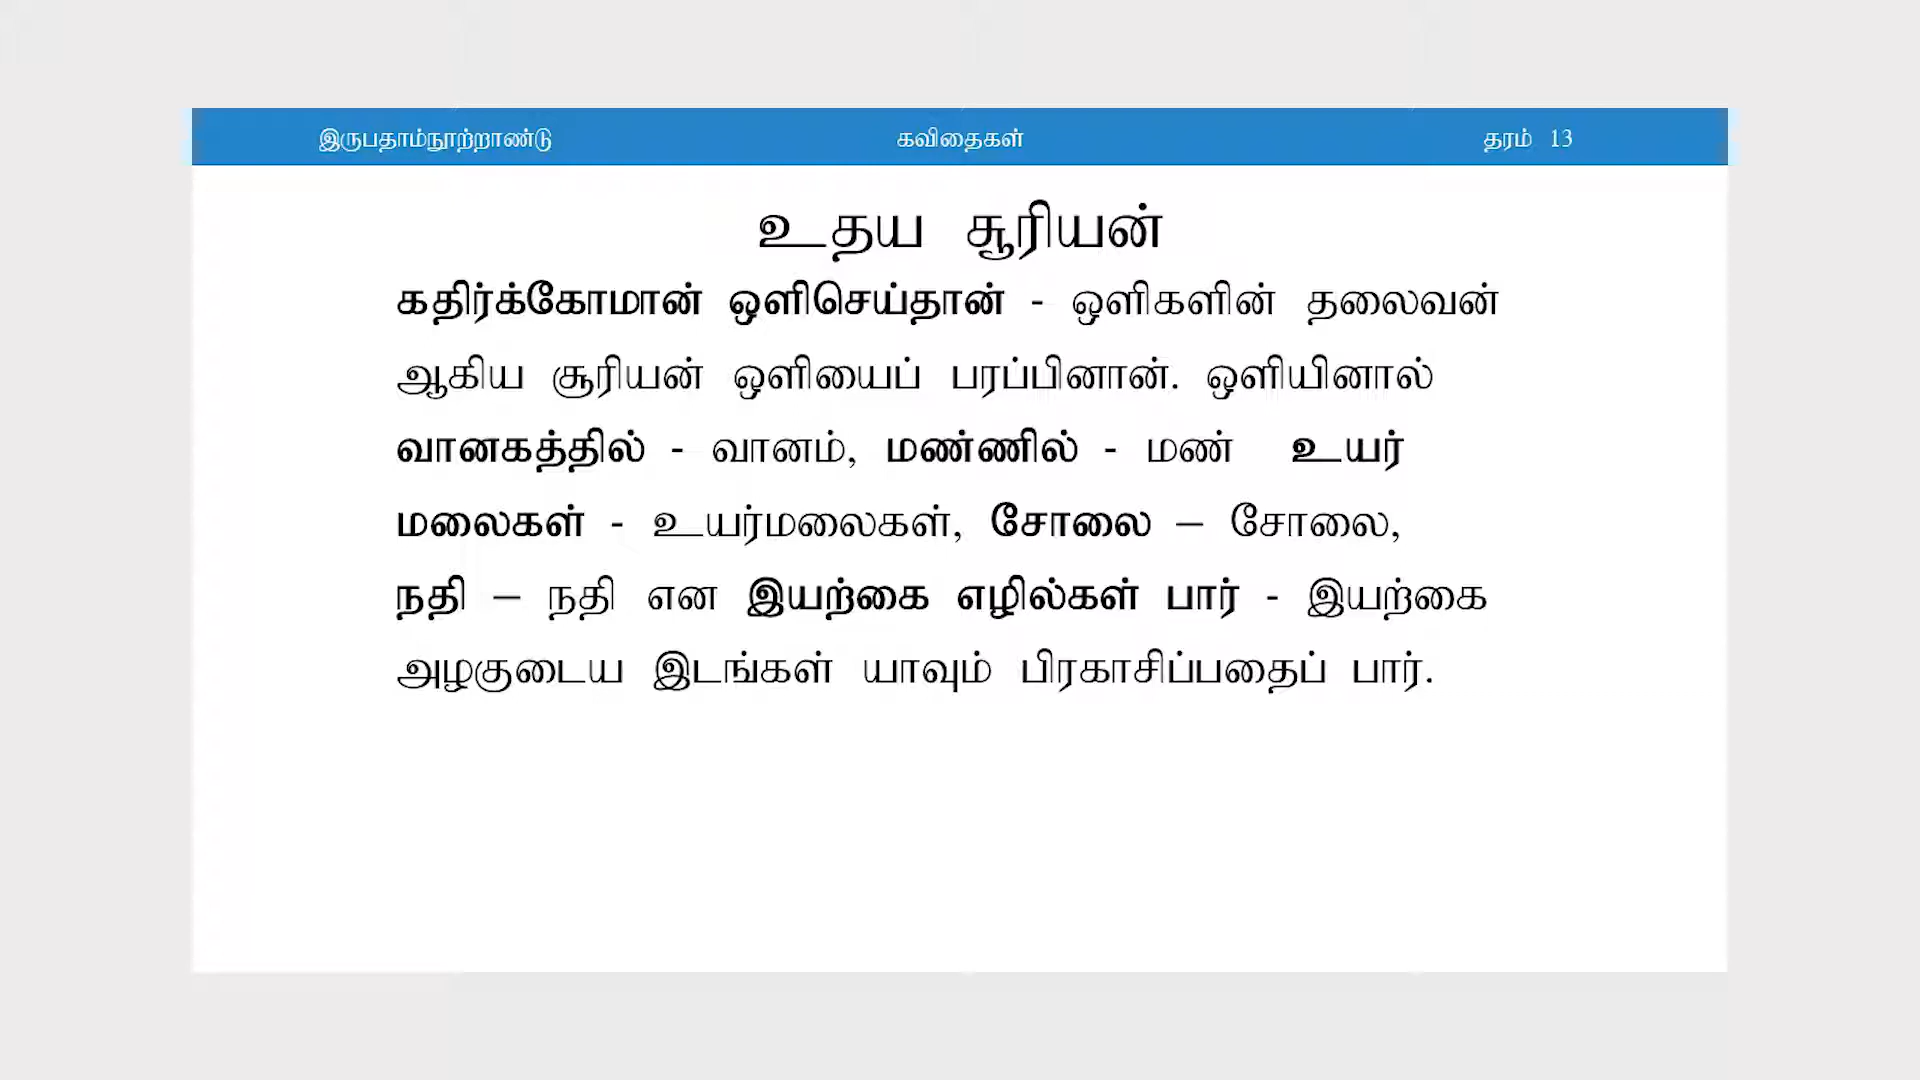 இருபதாம்நூற்றாண்டு கவிதைகள் தரம் 13
உதய சூரியன்
கதிர்க்கோமான் ஒளிசெய்தான் - ஒளிகளின் தலைவன்
ஆகிய சூரியன் ஒளியைப் பரப்பினான். ஒளியினால்
வானகத்தில் - வானம், மண்ணில் - மண் உயர்
மலைகள் - உயர்மலைகள், சோலை – சோலை,
நதி – நதி என இயற்கை எழில்கள் பார் - இயற்கை
அழகுடைய இடங்கள் யாவும் பிரகாசிப்பதைப் பார்.